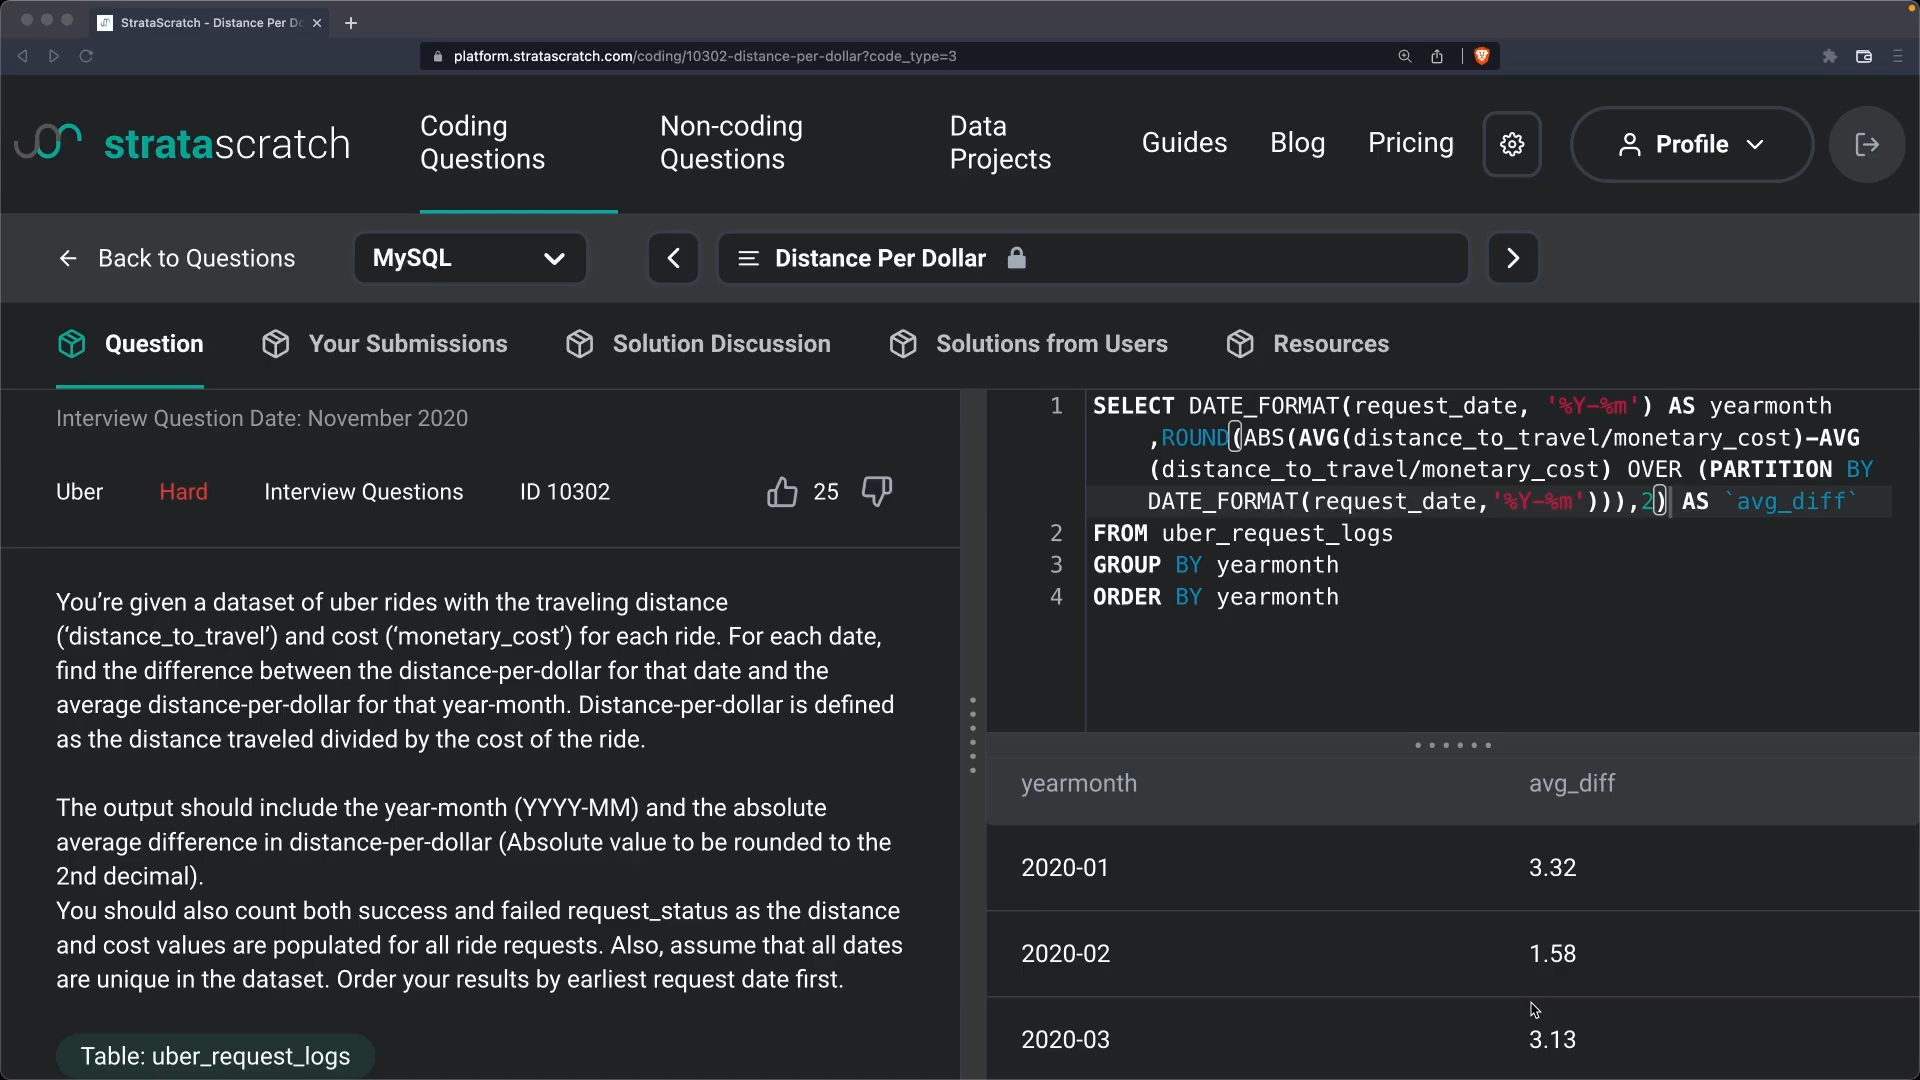 StrataScratch - Distance Per Do
platform.stratascratch.com/coding/10302-distance-per-dollar?code_type=3
stratascratch
Coding Questions
Non-coding Questions
Data Projects
Guides
Blog
Pricing
Profile
Back to Questions
MySQL
Distance Per Dollar
Question
Your Submissions
Solution Discussion
Solutions from Users
Resources
Interview Question Date: November 2020
Uber Hard Interview Questions ID 10302 25
You’re given a dataset of uber rides with the traveling distance
(‘distance_to_travel’) and cost (‘monetary_cost’) for each ride. For each date,
find the difference between the distance-per-dollar for that date and the
average distance-per-dollar for that year-month. Distance-per-dollar is defined
as the distance traveled divided by the cost of the ride.
The output should include the year-month (YYYY-MM) and the absolute
average difference in distance-per-dollar (Absolute value to be rounded to the
2nd decimal).
You should also count both success and failed request_status as the distance
and cost values are populated for all ride requests. Also, assume that all dates
are unique in the dataset. Order your results by earliest request date first.
Table: uber_request_logs
1 SELECT DATE_FORMAT(request_date, '%Y-%m') AS yearmonth
,ROUND(ABS(AVG(distance_to_travel/monetary_cost)-AVG
(distance_to_travel/monetary_cost) OVER (PARTITION BY
DATE_FORMAT(request_date,'%Y-%m'))),2) AS `avg_diff`
2 FROM uber_request_logs
3 GROUP BY yearmonth
4 ORDER BY yearmonth
yearmonth avg_diff
2020-01 3.32
2020-02 1.58
2020-03 3.13